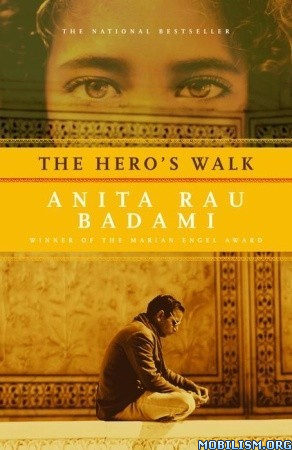 THE NATIONAL BESTSELLER
THE HERO'S WALK
ANITA RAU
BADAMI
WINNER OF THE MARIAN ENGEL AWARD
MOBILISM.ORG